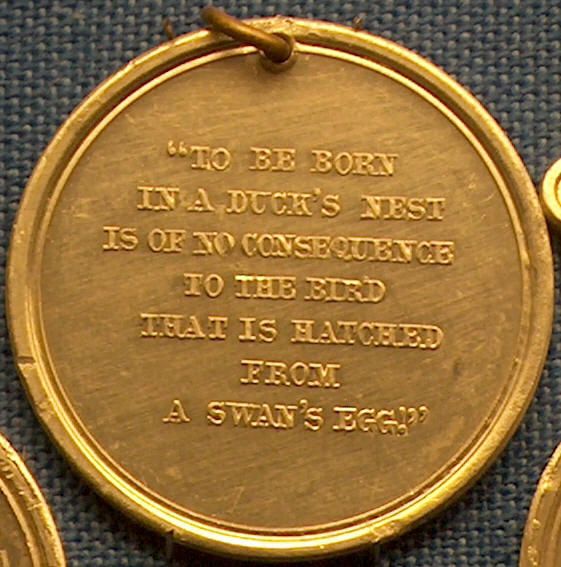 "TO BE BORN
IN A DUCK'S NEST
IS OF NO CONSEQUENCE
TO THE BIRD
THAT IS HATCHED
FROM
A SWAN'S EGG!"